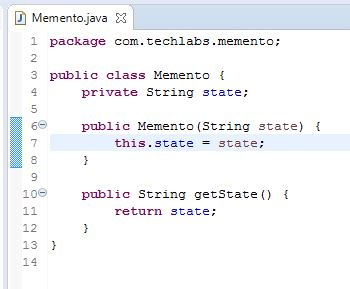 Memento.java
1 package com.techlabs.memento;
2
3 public class Memento {
4     private String state;
5
6     public Memento(String state) {
7         this.state = state;
8     }
9
10     public String getState() {
11         return state;
12     }
13 }
14